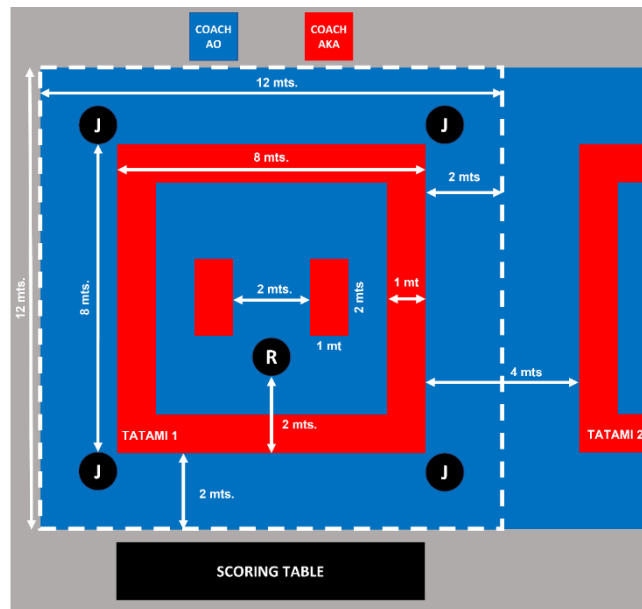 COACH
AO
COACH
AKA
12 mts.
J
J
8 mts.
2 mts
12 mts.
8 mts.
2 mts.
2 mts
1 mt
1 mt
R
4 mts
2 mts.
TATAMI 1
TATAMI 2
J
J
2 mts.
SCORING TABLE